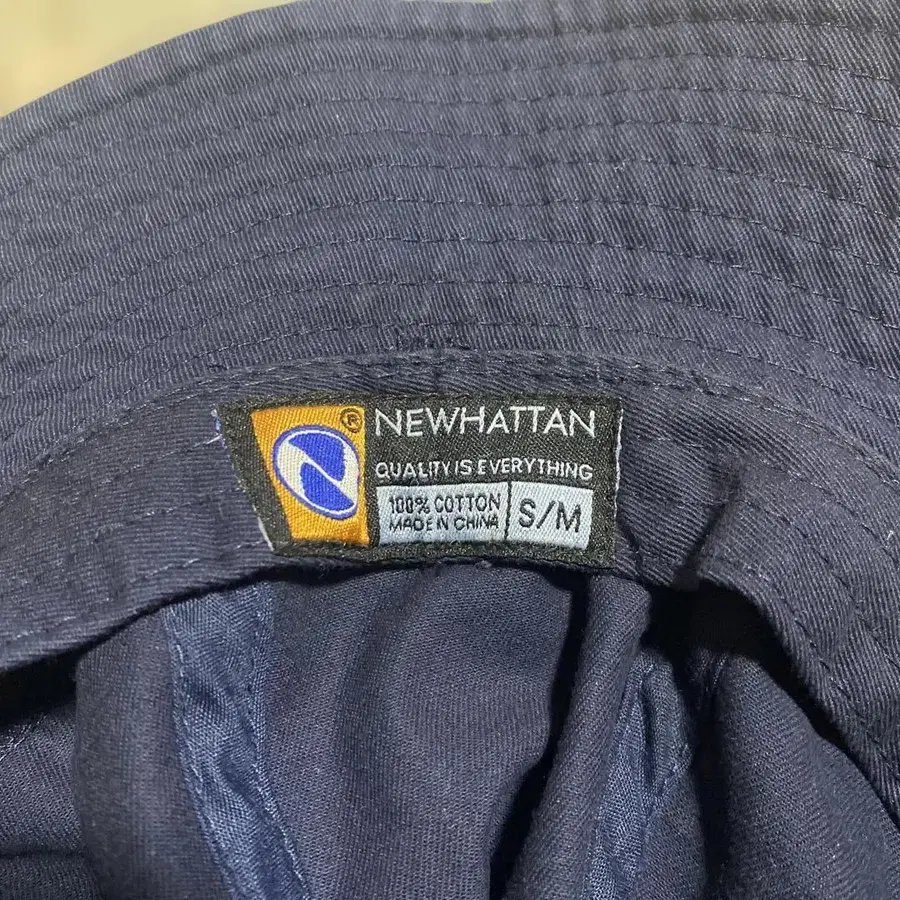 ® NEWHATTAN
QUALITY IS EVERYTHING
100% COTTON
MADE IN CHINA
S/M